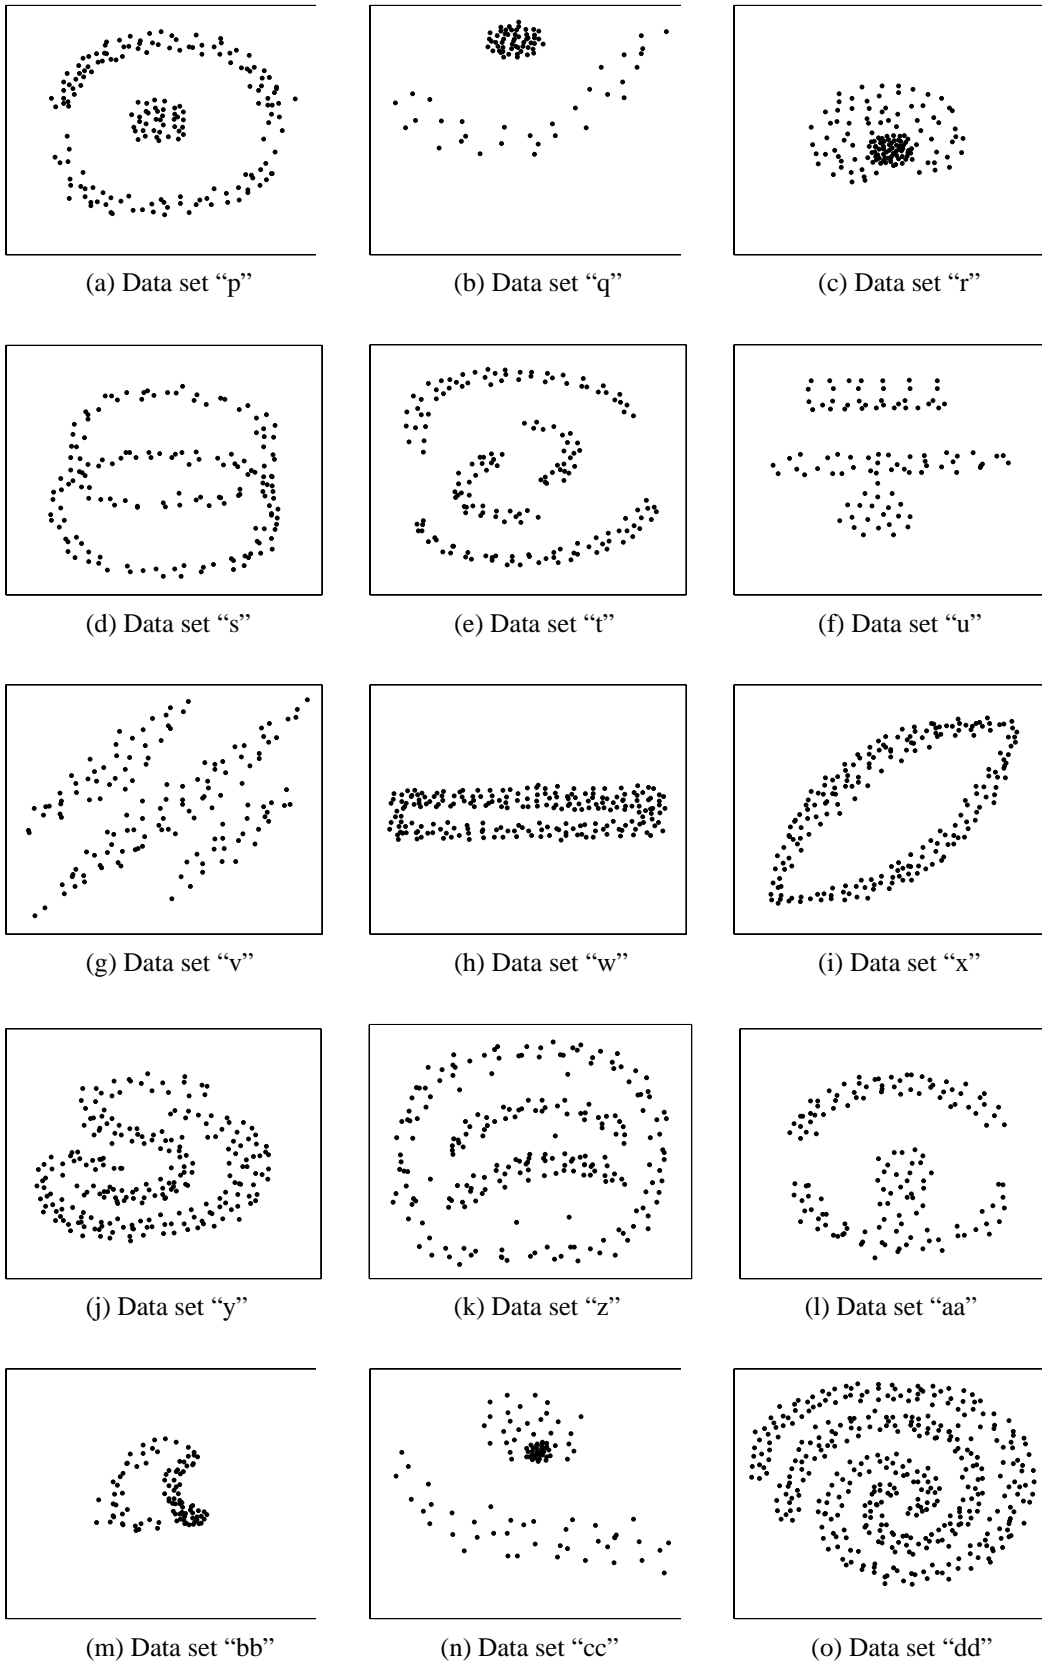 (a) Data set “p”
(b) Data set “q”
(c) Data set “r”
(d) Data set “s”
(e) Data set “t”
(f) Data set “u”
(g) Data set “v”
(h) Data set “w”
(i) Data set “x”
(j) Data set “y”
(k) Data set “z”
(l) Data set “aa”
(m) Data set “bb”
(n) Data set “cc”
(o) Data set “dd”